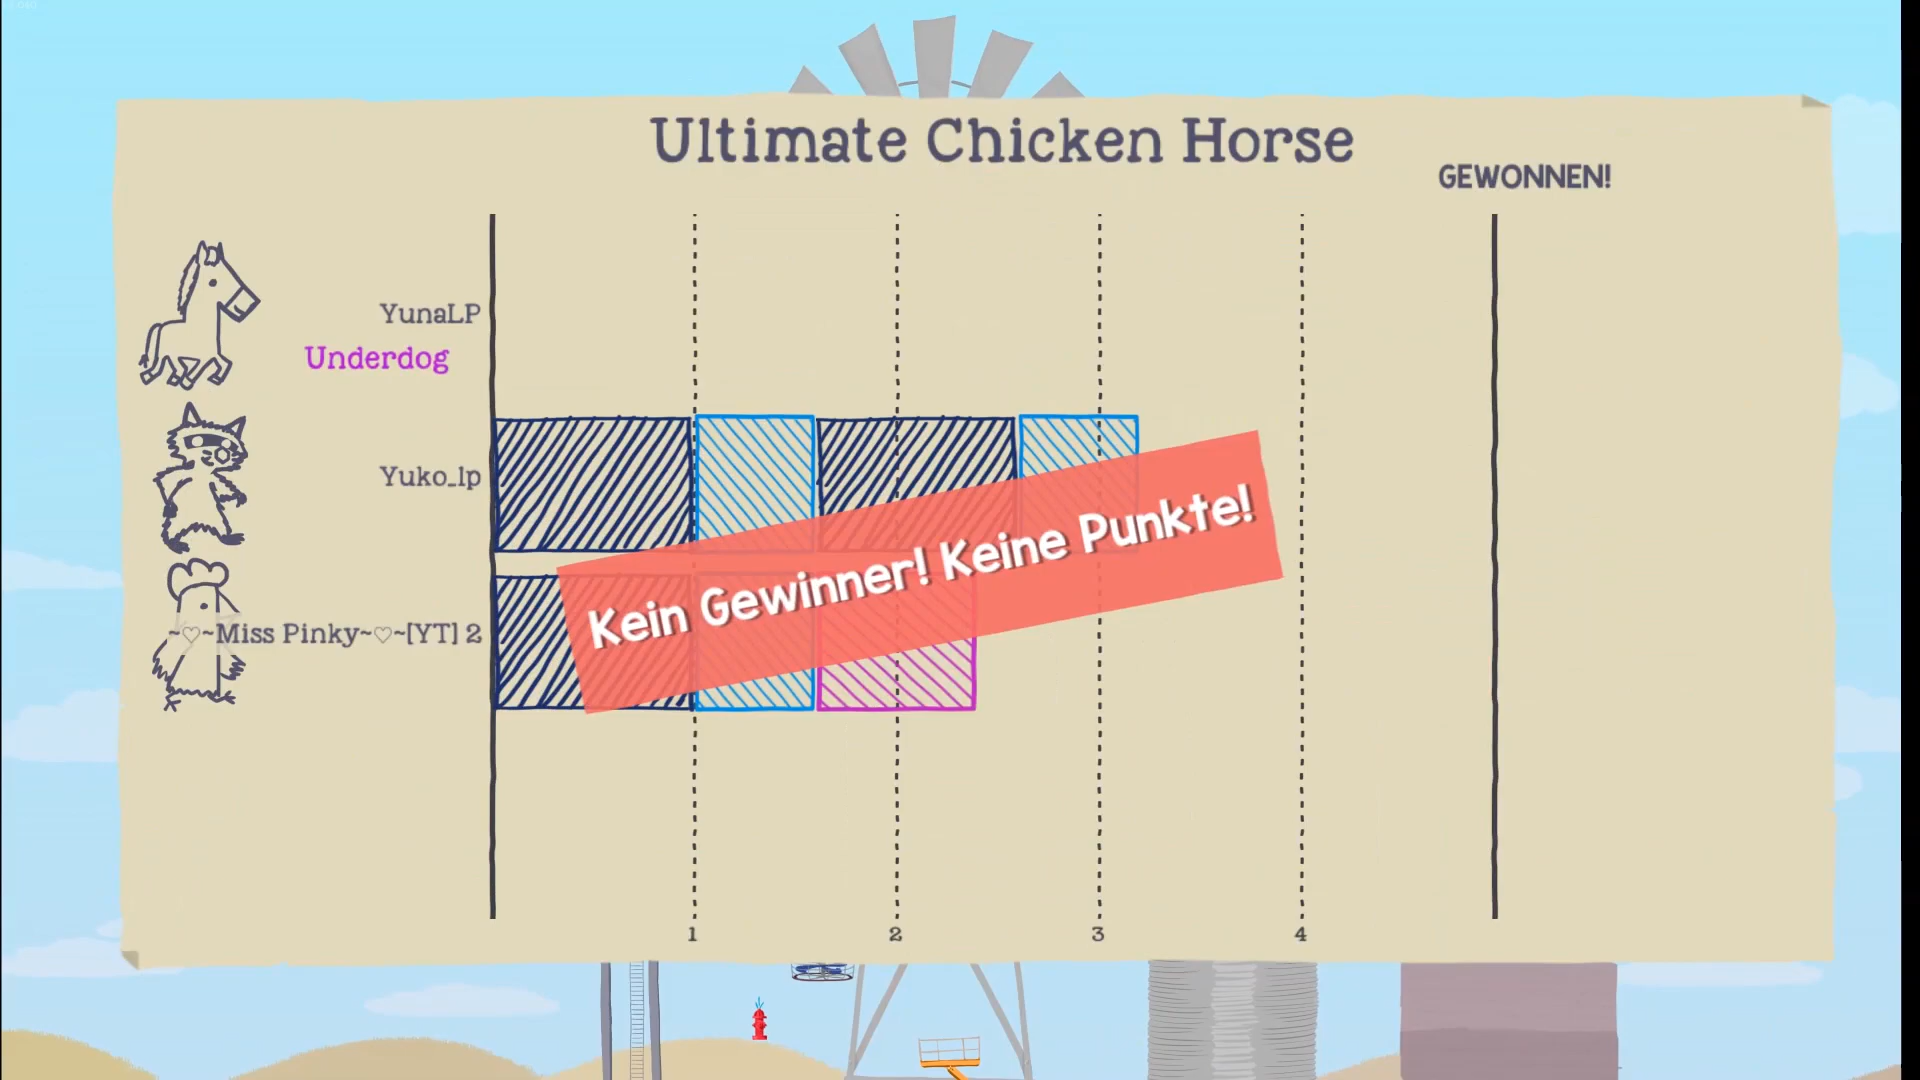 Ultimate Chicken Horse
GEWONNEN!
YunaLP
Underdog
Yuko_lp
Kein Gewinner! Keine Punkte!
~♡~Miss Pinky~♡~[YT] 2
1 2 3 4